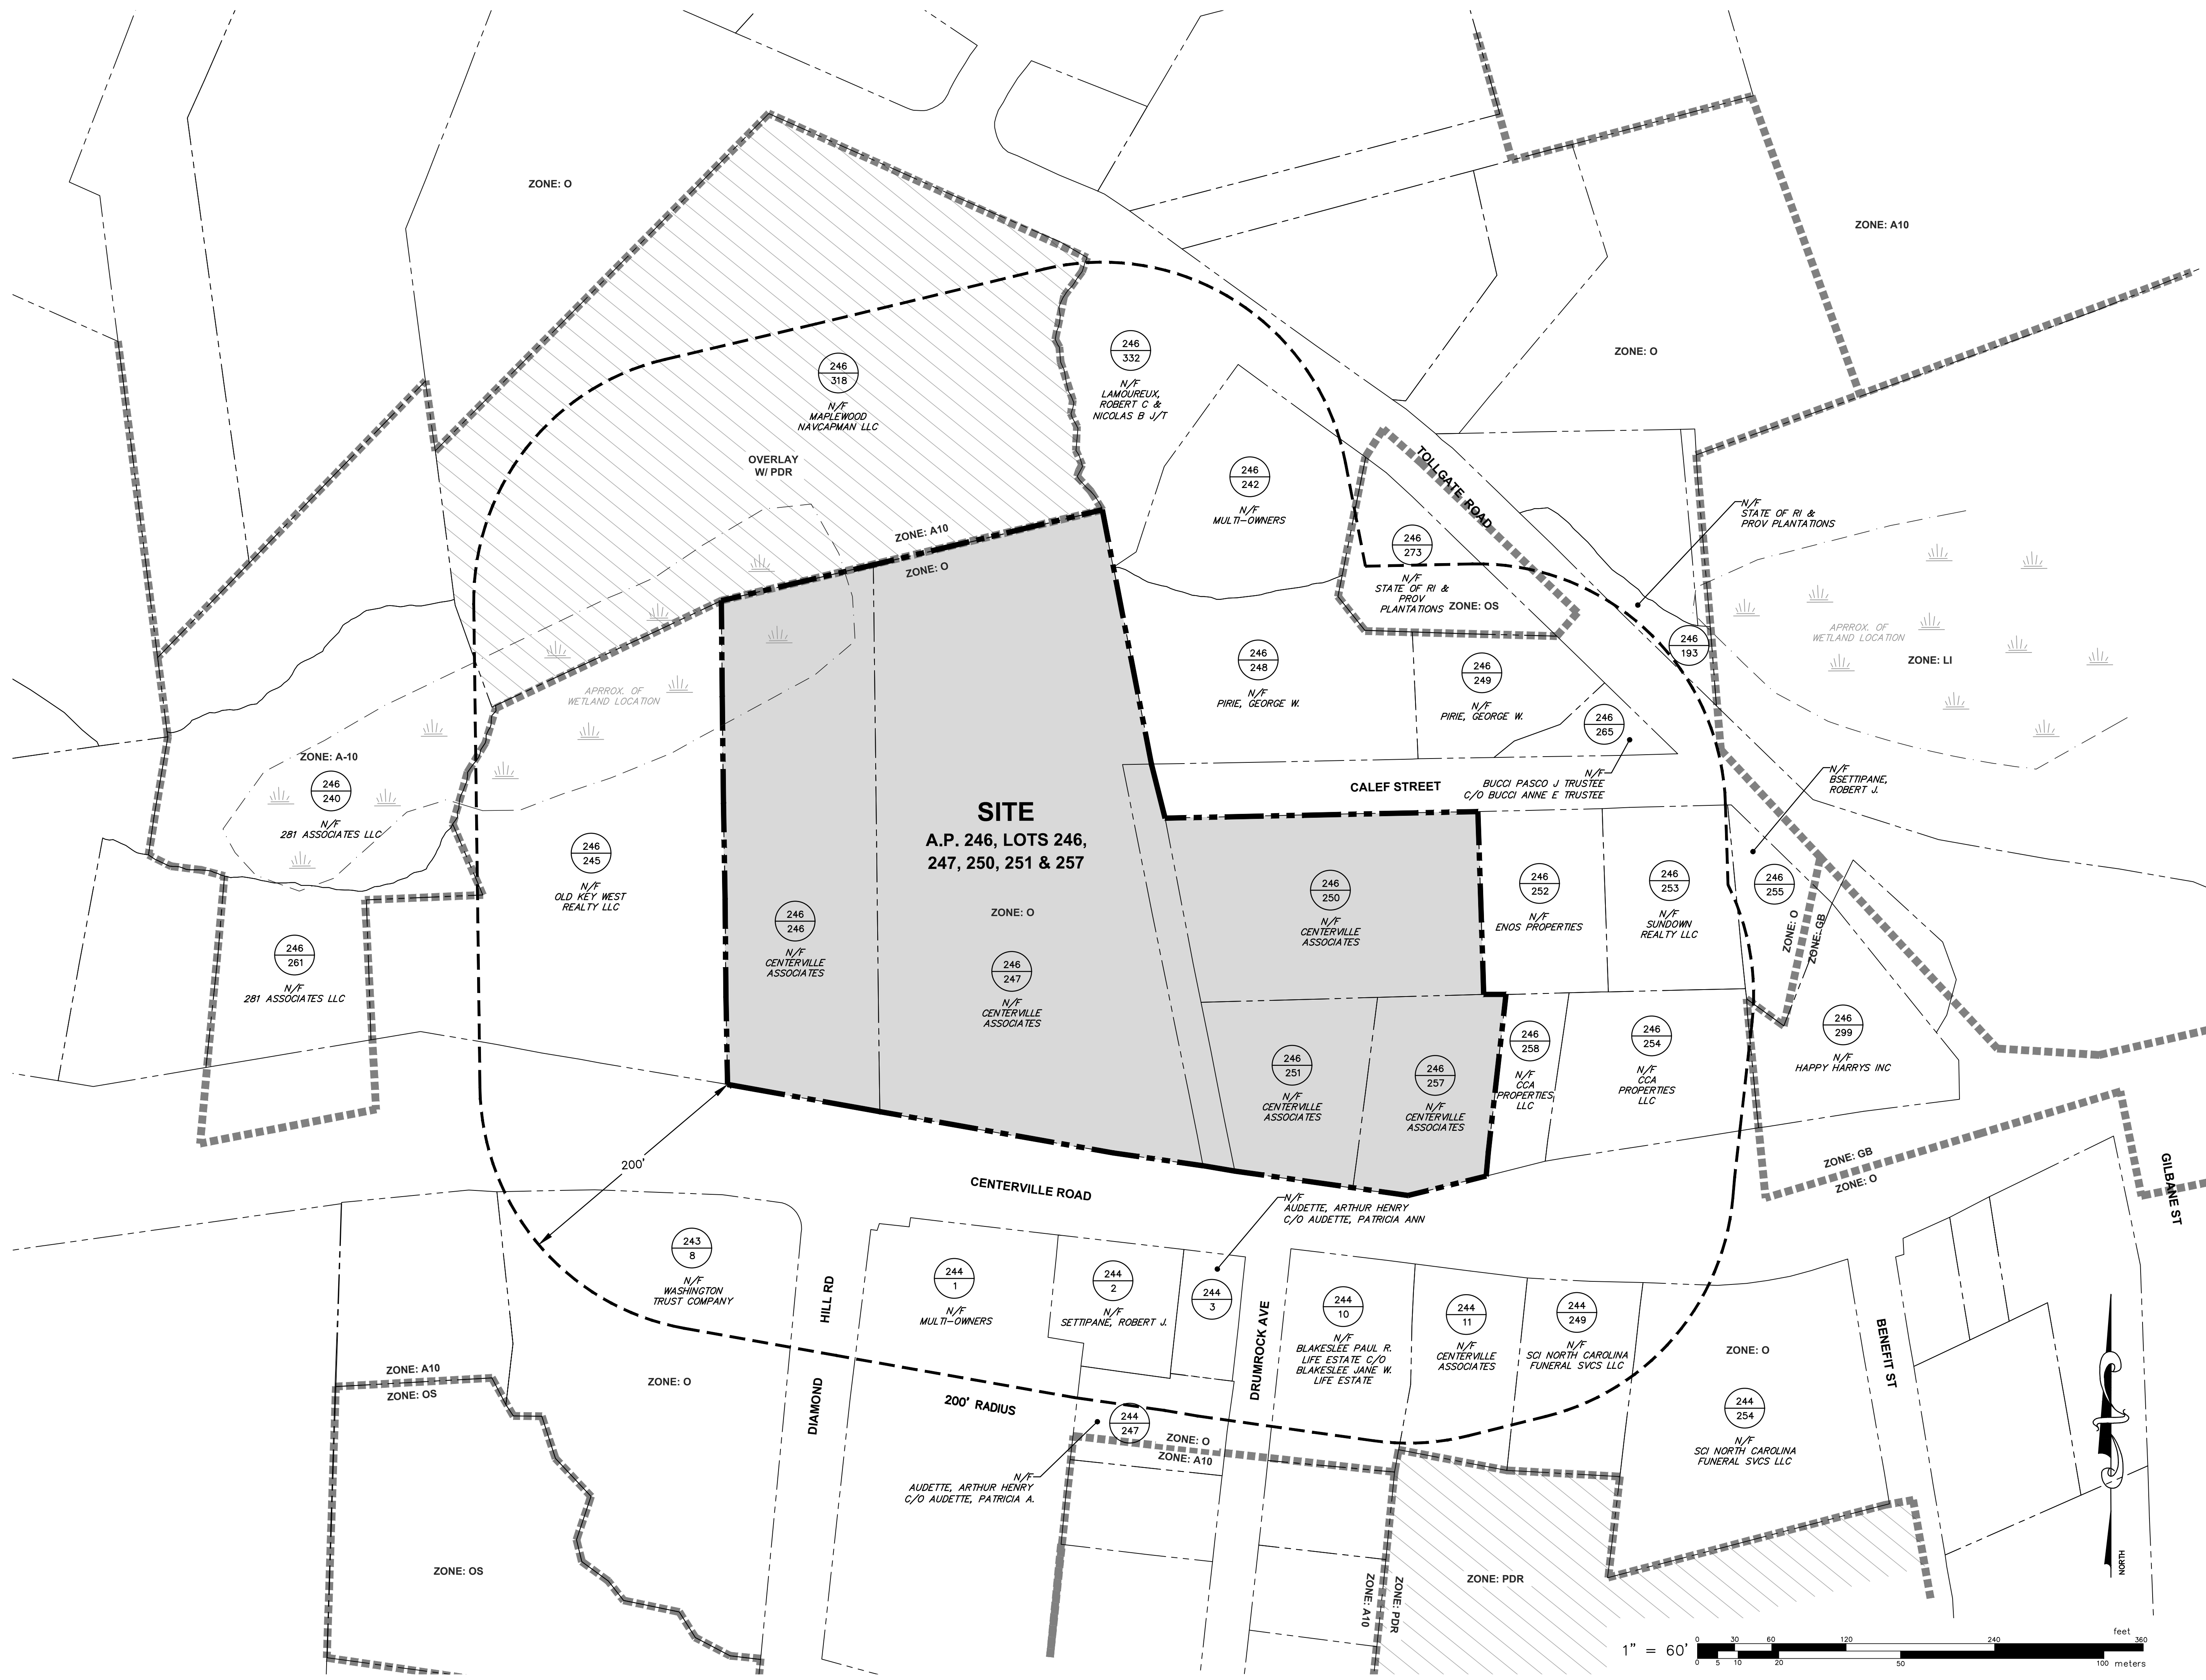 ZONE: O
ZONE: A10
ZONE: O
246
332
N/F
LAMOUREUX,
ROBERT C &
NICOLAS B J/T
246
318
N/F
MAPLEWOOD
NAVCAPMAN LLC
OVERLAY
W/ PDR
TOLLGATE ROAD
246
242
N/F
MULTI-OWNERS
N/F
STATE OF RI &
PROV PLANTATIONS
ZONE: A10
ZONE: O
246
273
N/F
STATE OF RI &
PROV
PLANTATIONS
ZONE: OS
246
193
APRROX. OF
WETLAND LOCATION
ZONE: LI
246
248
N/F
PIRIE, GEORGE W.
246
249
N/F
PIRIE, GEORGE W.
246
265
APRROX. OF
WETLAND LOCATION
ZONE: A-10
246
240
N/F
281 ASSOCIATES LLC
CALEF STREET
N/F
BUCCI PASCO J TRUSTEE
C/O BUCCI ANNE E TRUSTEE
N/F
BSETTIPANE,
ROBERT J.
SITE
A.P. 246, LOTS 246,
247, 250, 251 & 257
ZONE: O
246
245
N/F
OLD KEY WEST
REALTY LLC
246
250
N/F
CENTERVILLE
ASSOCIATES
246
252
N/F
ENOS PROPERTIES
246
253
N/F
SUNDOWN
REALTY LLC
246
255
ZONE: O
ZONE: GB
246
246
N/F
CENTERVILLE
ASSOCIATES
246
247
N/F
CENTERVILLE
ASSOCIATES
246
261
N/F
281 ASSOCIATES LLC
246
251
N/F
CENTERVILLE
ASSOCIATES
246
257
N/F
CENTERVILLE
ASSOCIATES
246
258
N/F
CCA
PROPERTIES
LLC
246
254
N/F
CCA
PROPERTIES
LLC
246
299
N/F
HAPPY HARRYS INC
200'
CENTERVILLE ROAD
ZONE: GB
ZONE: O
GILBANE ST
N/F
AUDETTE, ARTHUR HENRY
C/O AUDETTE, PATRICIA ANN
243
8
N/F
WASHINGTON
TRUST COMPANY
DIAMOND HILL RD
244
1
N/F
MULTI-OWNERS
244
2
N/F
SETTIPANE, ROBERT J.
244
3
DRUMROCK AVE
244
10
N/F
BLAKESLEE PAUL R.
LIFE ESTATE C/O
BLAKESLEE JANE W.
LIFE ESTATE
244
11
N/F
CENTERVILLE
ASSOCIATES
244
249
N/F
SCI NORTH CAROLINA
FUNERAL SVCS LLC
ZONE: O
BENEFIT ST
244
254
N/F
SCI NORTH CAROLINA
FUNERAL SVCS LLC
ZONE: A10
ZONE: OS
ZONE: O
200' RADIUS
244
247
ZONE: O
ZONE: A10
N/F
AUDETTE, ARTHUR HENRY
C/O AUDETTE, PATRICIA A.
ZONE: OS
ZONE: A10
ZONE: PDR
ZONE: PDR
NORTH
1" = 60'
feet
0 30 60 120 240 360
0 5 10 20 50 100 meters